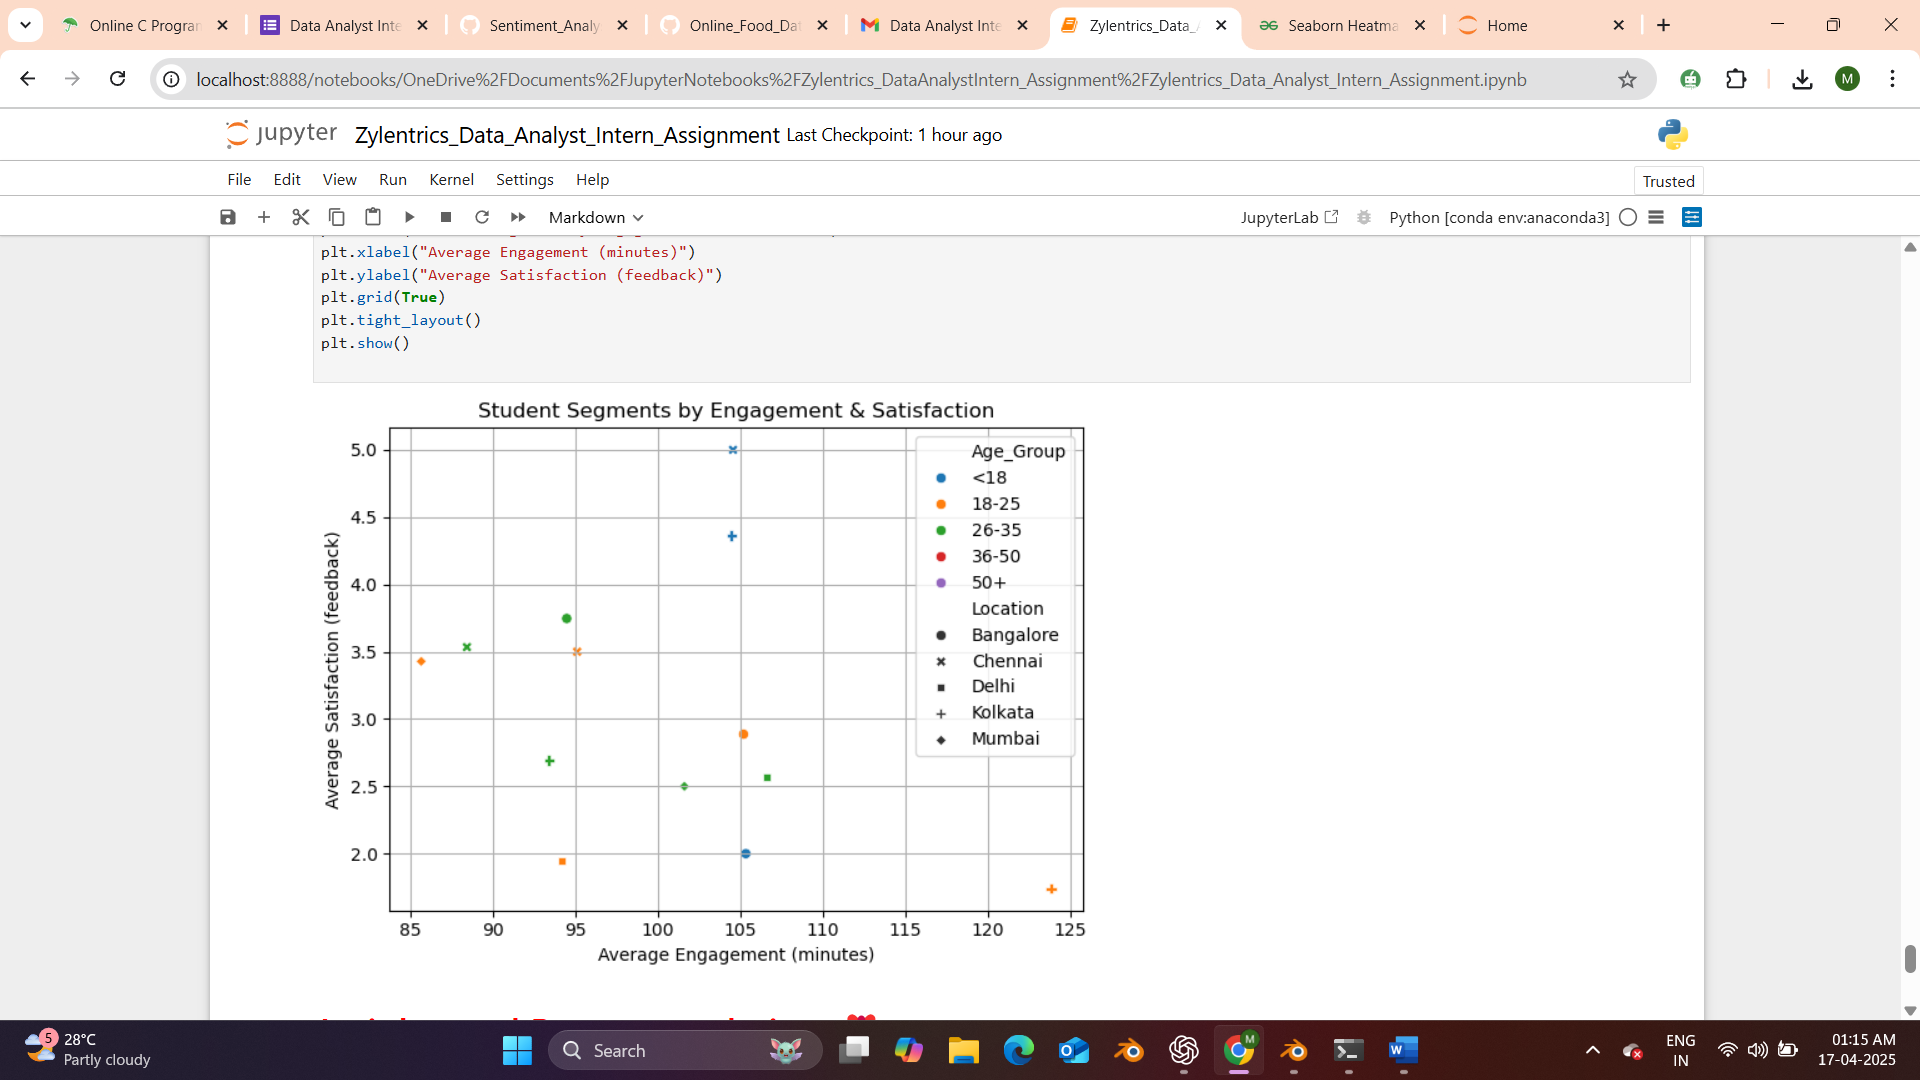 Online C Progran
Data Analyst Inte
Sentiment_Analy
Online_Food_Dat
Data Analyst Inte
Zylentrics_Data_
Seaborn Heatma
Home
localhost:8888/notebooks/OneDrive%2FDocuments%2FJupyterNotebooks%2FZylentrics_DataAnalystIntern_Assignment%2FZylentrics_Data_Analyst_Intern_Assignment.ipynb
M
jupyter Zylentrics_Data_Analyst_Intern_Assignment Last Checkpoint: 1 hour ago
File Edit View Run Kernel Settings Help
Trusted
Markdown
JupyterLab
Python [conda env:anaconda3]
plt.xlabel("Average Engagement (minutes)")
plt.ylabel("Average Satisfaction (feedback)")
plt.grid(True)
plt.tight_layout()
plt.show()
Student Segments by Engagement & Satisfaction
Average Satisfaction (feedback)
5.0
4.5
4.0
3.5
3.0
2.5
2.0
Age_Group
<18
18-25
26-35
36-50
50+
Location
Bangalore
Chennai
Delhi
Kolkata
Mumbai
85 90 95 100 105 110 115 120 125
Average Engagement (minutes)
5
28°C
Partly cloudy
Search
M
ENG
IN
01:15 AM
17-04-2025